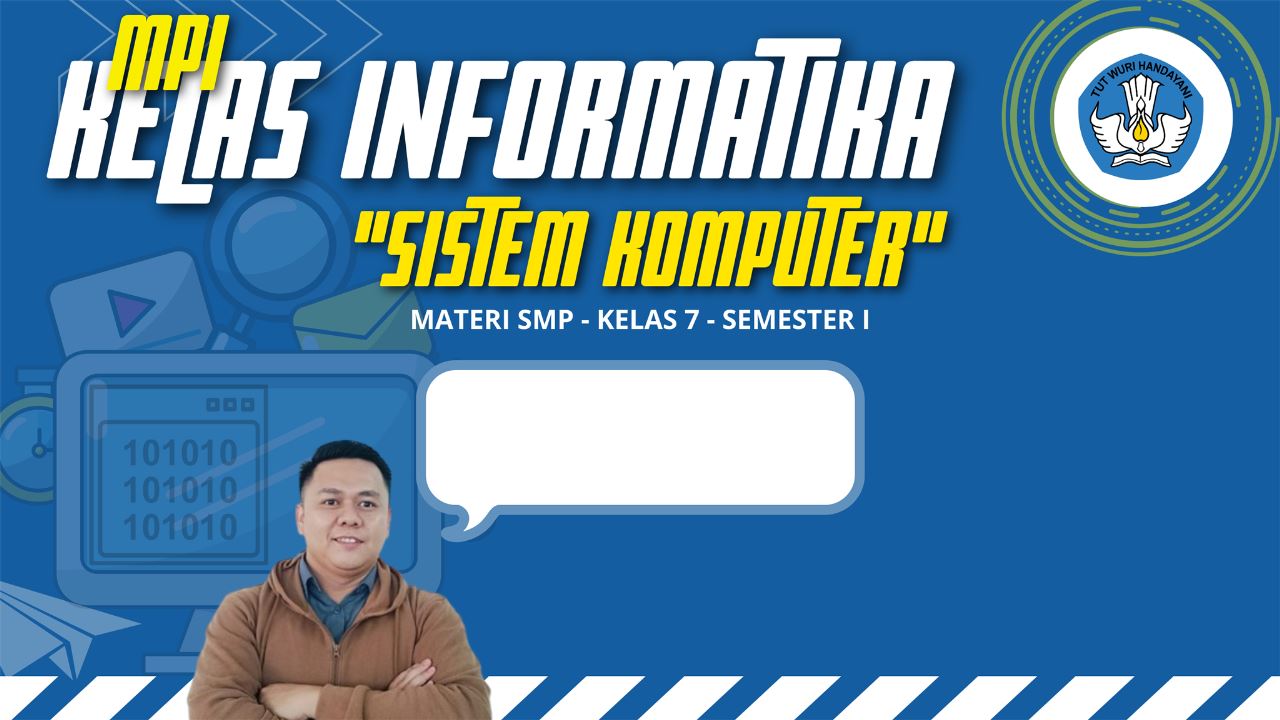 MPI
KELAS INFORMATIKA
"SISTEM KOMPUTER"
MATERI SMP - KELAS 7 - SEMESTER I
TUT WURI HANDAYANI
101010
101010
101010